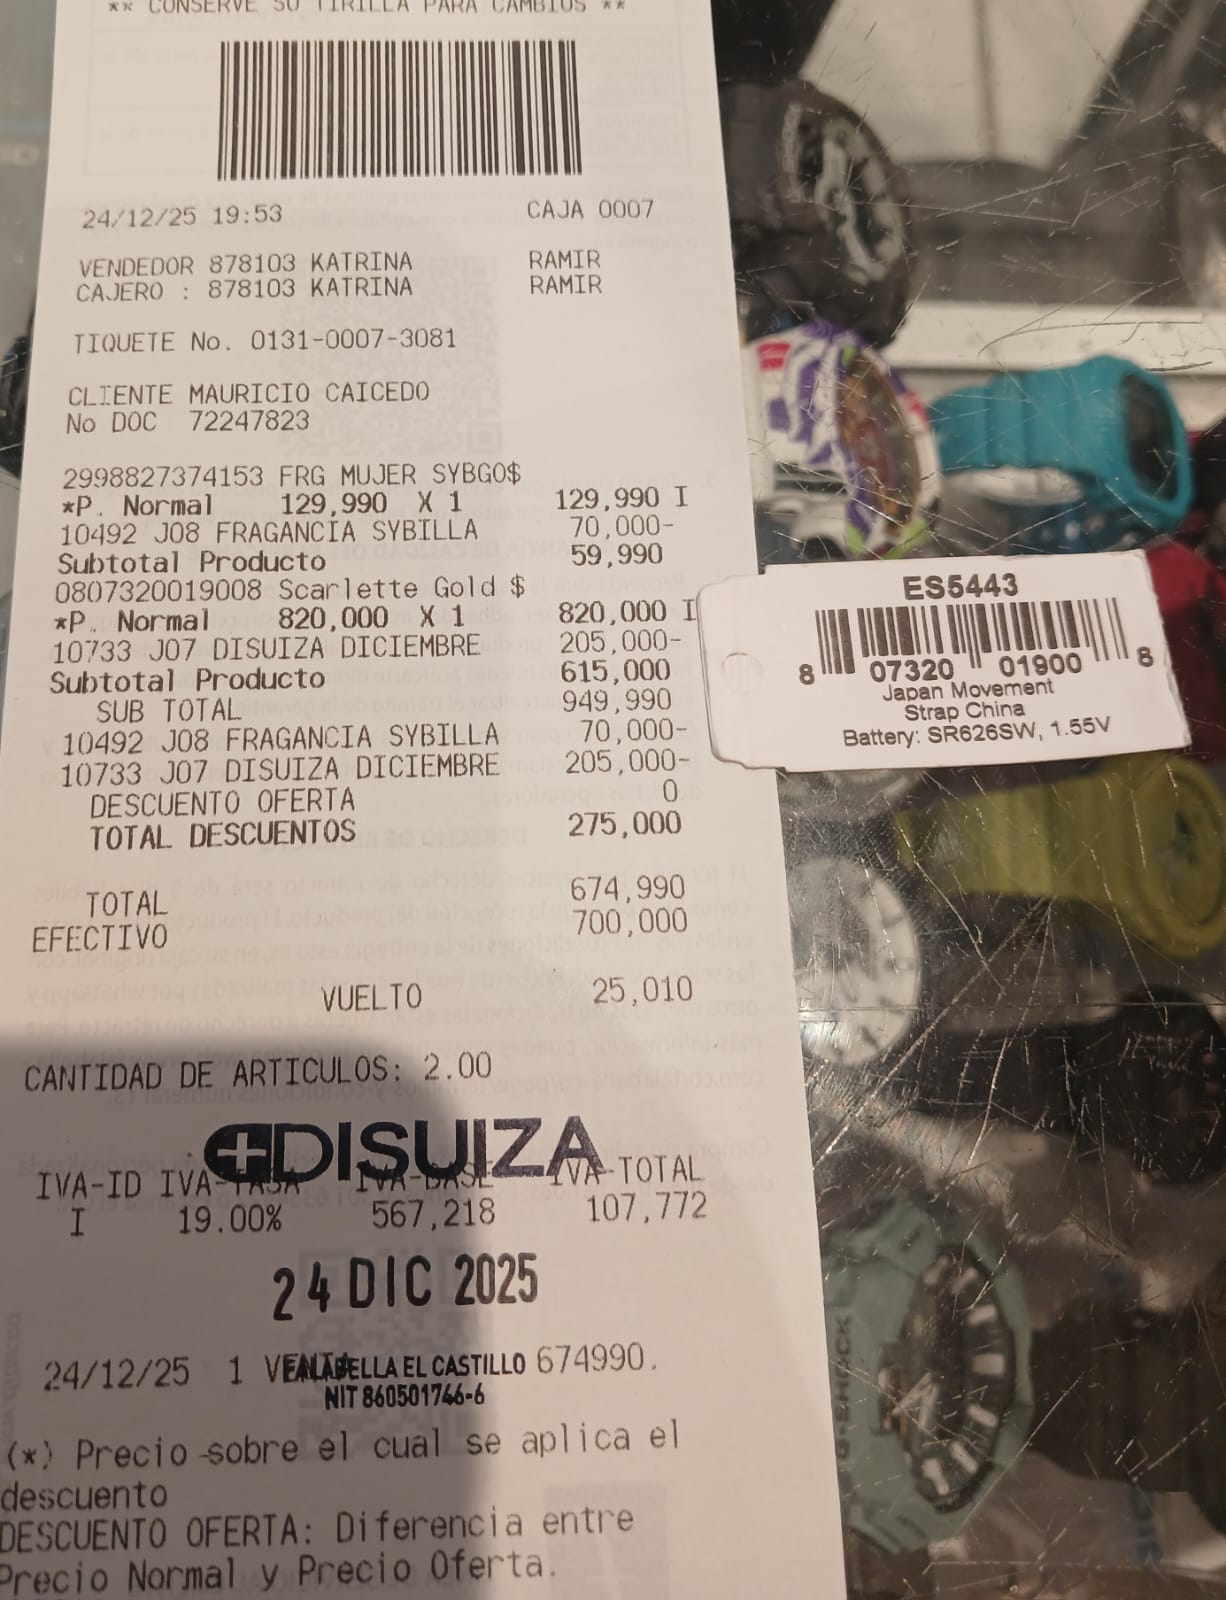 ** CONSERVE SU TIRILLA PARA CAMBIOS **
24/12/25 19:53 CAJA 0007
VENDEDOR 878103 KATRINA RAMIR
CAJERO : 878103 KATRINA RAMIR
TIQUETE No. 0131-0007-3081
CLIENTE MAURICIO CAICEDO
No DOC 72247823
2998827374153 FRG MUJER SYBGO$
*P. Normal 129,990 X 1 129,990 I
10492 J08 FRAGANCIA SYBILLA 70,000-
Subtotal Producto 59,990
0807320019008 Scarlette Gold $
*P. Normal 820,000 X 1 820,000 I
10733 J07 DISUIZA DICIEMBRE 205,000-
Subtotal Producto 615,000
SUB TOTAL 949,990
10492 J08 FRAGANCIA SYBILLA 70,000-
10733 J07 DISUIZA DICIEMBRE 205,000-
DESCUENTO OFERTA 0
TOTAL DESCUENTOS 275,000
TOTAL 674,990
EFECTIVO 700,000
VUELTO 25,010
CANTIDAD DE ARTICULOS: 2.00
DISUIZA
IVA-ID IVA-TASA IVA-BASE IVA-TOTAL
I 19.00% 567,218 107,772
24 DIC 2025
24/12/25 1 674990.
EL CASTILLO
NIT 860501746-6
(*) Precio sobre el cual se aplica el
descuento
DESCUENTO OFERTA: Diferencia entre
Precio Normal y Precio Oferta.
ES5443
8 07320 01900 8
Japan Movement
Strap China
Battery: SR626SW, 1.55V
G-SHOCK